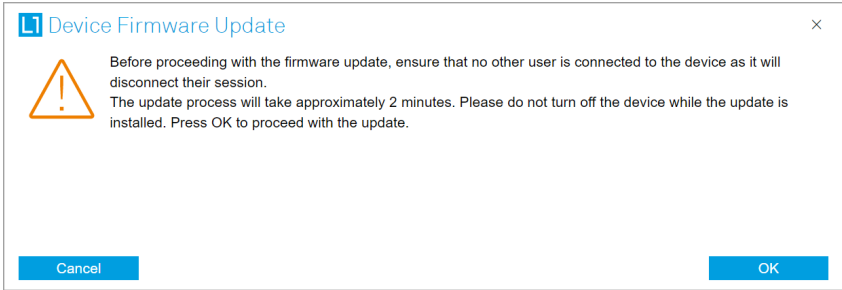 L1 Device Firmware Update
Before proceeding with the firmware update, ensure that no other user is connected to the device as it will
disconnect their session.
The update process will take approximately 2 minutes. Please do not turn off the device while the update is
installed. Press OK to proceed with the update.
Cancel
OK